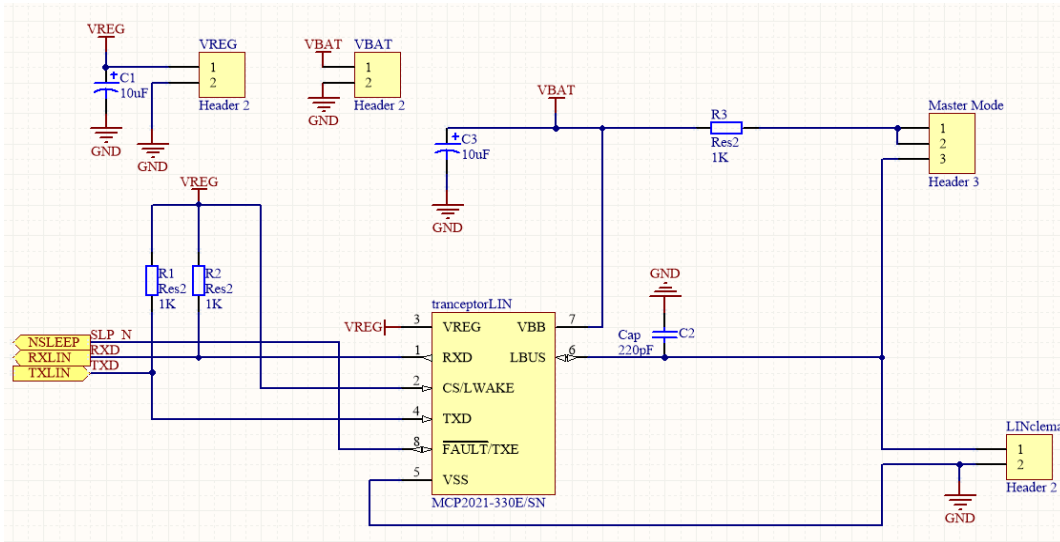 VREG
C1
10uF
GND
VREG
1
2
Header 2
GND
VBAT
GND
VBAT
1
2
Header 2
VBAT
C3
10uF
GND
R3
Res2
1K
Master Mode
1
2
3
Header 3
VREG
R1
Res2
1K
R2
Res2
1K
NSLEEP
SLP_N
RXLIN
RXD
TXLIN
TXD
tranceptorLIN
VREG
3
VREG
VBB
7
1
RXD
LBUS
6
2
CS/LWAKE
4
TXD
8
FAULT/TXE
5
VSS
MCP2021-330E/SN
GND
Cap
C2
220pF
LINclema
1
2
Header 2
GND